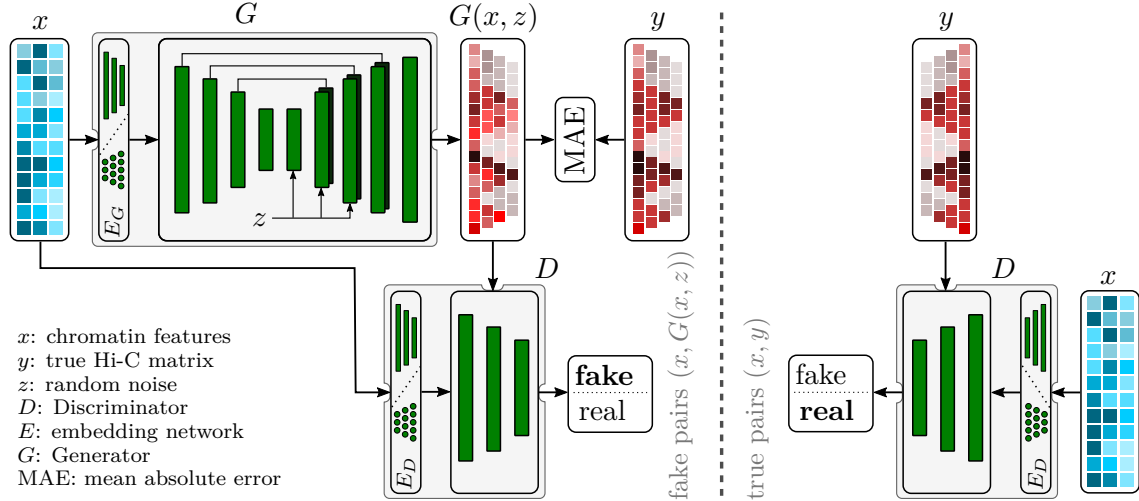 x
G
G(x, z)
y
y
E_G
z
MAE
D
D
x
E_D
fake
real
fake pairs (x, G(x, z))
true pairs (x, y)
fake
real
E_D
x: chromatin features
y: true Hi-C matrix
z: random noise
D: Discriminator
E: embedding network
G: Generator
MAE: mean absolute error